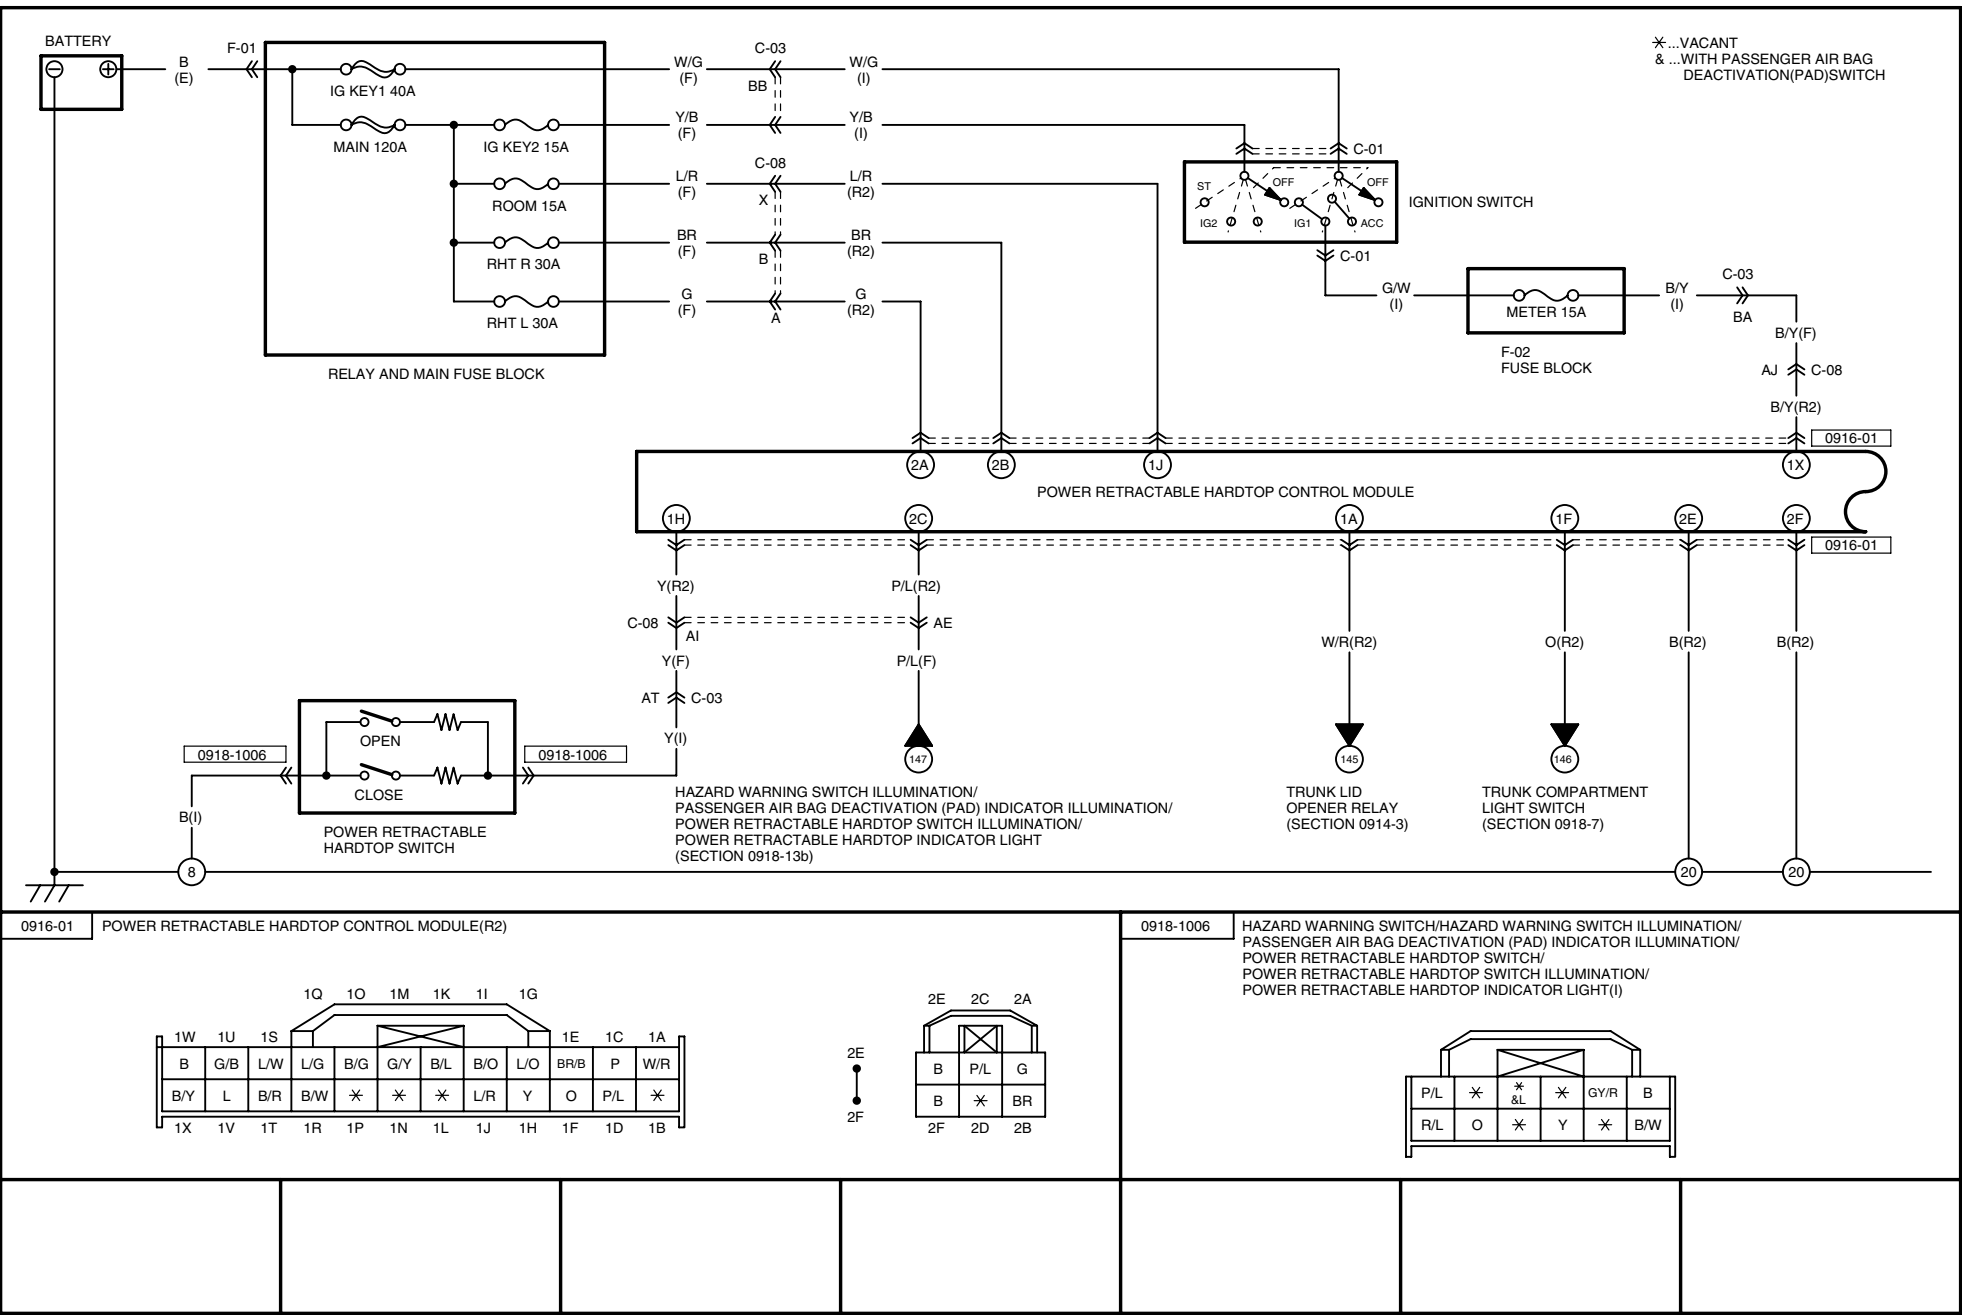 BATTERY
B
(E)
F-01
IG KEY1 40A
MAIN 120A
IG KEY2 15A
ROOM 15A
RHT R 30A
RHT L 30A
RELAY AND MAIN FUSE BLOCK
W/G
(F)
C-03
BB
W/G
(I)
Y/B
(F)
Y/B
(I)
L/R
(F)
C-08
X
L/R
(R2)
BR
(F)
B
BR
(R2)
G
(F)
A
G
(R2)
✳...VACANT
& ...WITH PASSENGER AIR BAG
DEACTIVATION(PAD)SWITCH
C-01
ST
OFF
OFF
IG2
IG1
ACC
IGNITION SWITCH
C-01
G/W
(I)
METER 15A
F-02
FUSE BLOCK
B/Y
(I)
C-03
BA
B/Y(F)
AJ
C-08
B/Y(R2)
0916-01
2A
2B
1J
1X
POWER RETRACTABLE HARDTOP CONTROL MODULE
1H
2C
1A
1F
2E
2F
0916-01
Y(R2)
P/L(R2)
C-08
AI
AE
Y(F)
P/L(F)
W/R(R2)
O(R2)
B(R2)
B(R2)
AT
C-03
Y(I)
0918-1006
OPEN
CLOSE
0918-1006
B(I)
POWER RETRACTABLE
HARDTOP SWITCH
147
HAZARD WARNING SWITCH ILLUMINATION/
PASSENGER AIR BAG DEACTIVATION (PAD) INDICATOR ILLUMINATION/
POWER RETRACTABLE HARDTOP SWITCH ILLUMINATION/
POWER RETRACTABLE HARDTOP INDICATOR LIGHT
(SECTION 0918-13b)
145
TRUNK LID
OPENER RELAY
(SECTION 0914-3)
146
TRUNK COMPARTMENT
LIGHT SWITCH
(SECTION 0918-7)
8
20
20
0916-01
POWER RETRACTABLE HARDTOP CONTROL MODULE(R2)
1Q 1O 1M 1K 1I 1G
1W 1U 1S 1E 1C 1A
B G/B L/W L/G B/G G/Y B/L B/O L/O BR/B P W/R
B/Y L B/R B/W ✳ ✳ ✳ L/R Y O P/L ✳
1X 1V 1T 1R 1P 1N 1L 1J 1H 1F 1D 1B
2E
2F
2E 2C 2A
B P/L G
B ✳ BR
2F 2D 2B
0918-1006
HAZARD WARNING SWITCH/HAZARD WARNING SWITCH ILLUMINATION/
PASSENGER AIR BAG DEACTIVATION (PAD) INDICATOR ILLUMINATION/
POWER RETRACTABLE HARDTOP SWITCH/
POWER RETRACTABLE HARDTOP SWITCH ILLUMINATION/
POWER RETRACTABLE HARDTOP INDICATOR LIGHT(I)
P/L ✳ ✳ &L ✳ GY/R B
R/L O ✳ Y ✳ B/W